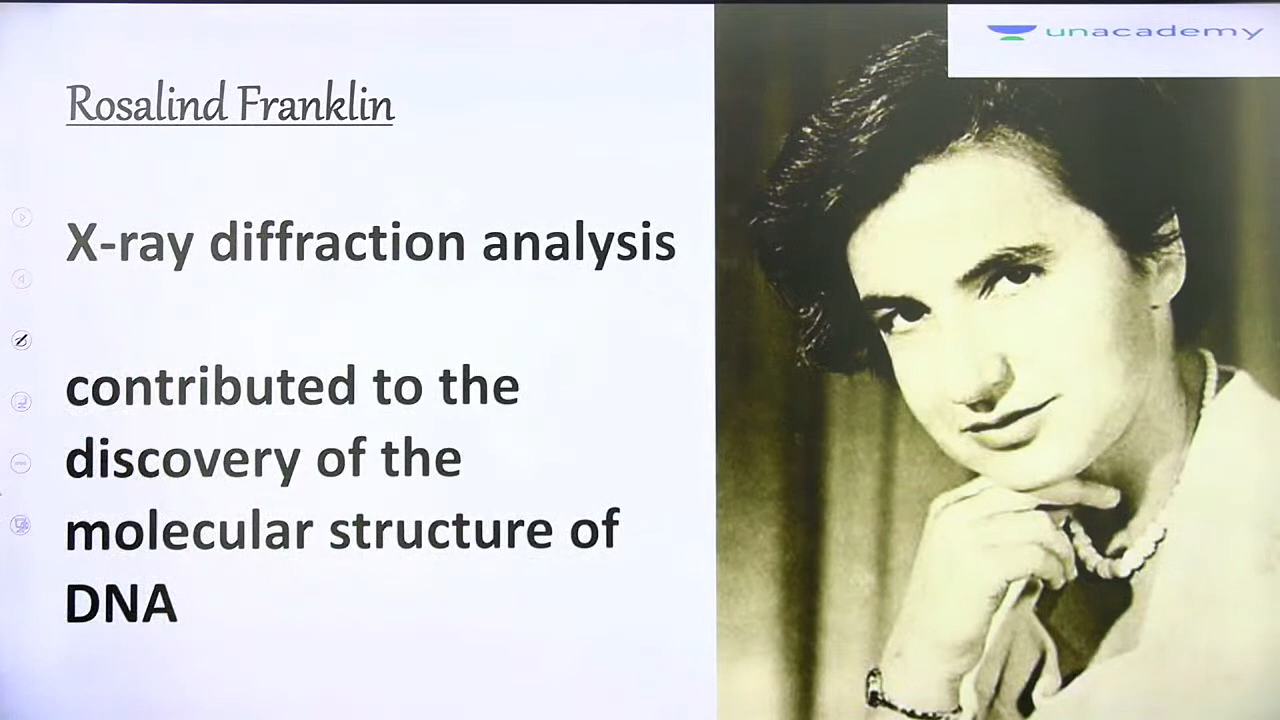 unacademy
Rosalind Franklin
X-ray diffraction analysis
contributed to the
discovery of the
molecular structure of
DNA